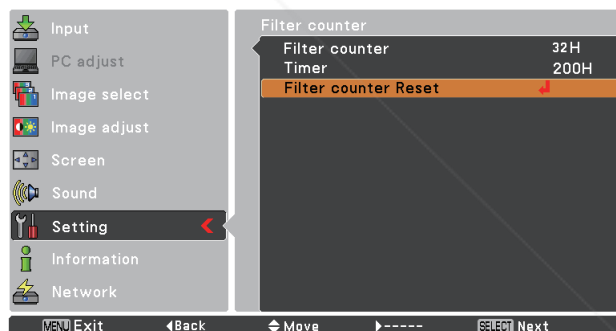 Input
PC adjust
Image select
Image adjust
Screen
Sound
Setting
Information
Network
Filter counter
Filter counter 32H
Timer 200H
Filter counter Reset
MENU Exit Back Move ----- SELECT Next